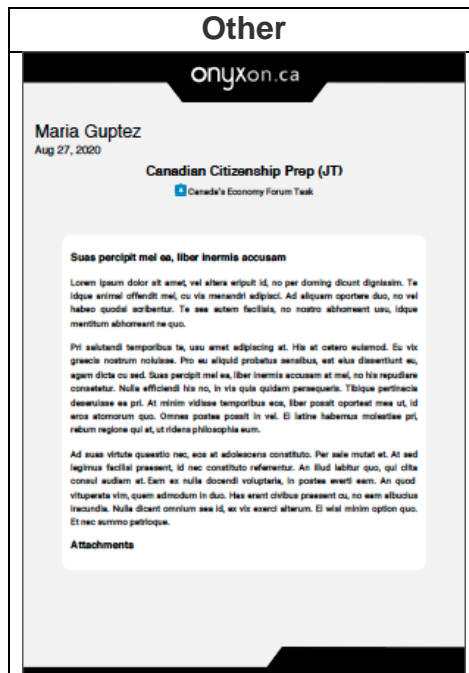 Other
onyxon.ca
Maria Guptez
Aug 27, 2020
Canadian Citizenship Prep (JT)
Canada's Economy Forum Task
Suas percipit mel ea, liber inermis accusam
Lorem ipsum dolor sit amet, vel altera eripuit id, no per doming dicunt dignissim. Te
idque animal offendit mel, cu vis menandri adipisci. Ad aliquam oportere duo, no vel
habeo quodsi scribentur. Te sea autem facilisis, no nostro abhorreant usu, idque
mentitum abhorreant ne quo.
Pri salutandi temporibus te, usu amet adipiscing at. His at cetero euismod. Eu vix
graecis nostrum noluisse. Pro eu aliquid probatus sensibus, est eius dissentiunt eu,
agam dicta cu sed. Suas percipit mel ea, liber inermis accusam at mel, no his repudiare
consetetur. Nulla efficiendi his no, in vis quis quidam persequeris. Tibique pertinacia
deseruisse ea pri. At minim vidisse temporibus eos, liber possit oporteat mea ut, id
eros atomorum quo. Omnes postea possit in vel. Ei latine habemus molestiae pri,
rebum regione qui at, ut ridens philosophia eum.
Ad suas virtute quaestio nec, eos at adolescens constituto. Per sale mutat et. At sed
legimus facilisi praesent, id nec constituto referrentur. An illud labitur quo, qui clita
consul audiam at. Eam ex nulla docendi voluptaria, in postea everti eam. An quod
vituperata vim, quem admodum in duo. Has erant civibus praesent cu, no eam albucius
iracundia. Nulla dicant omnium sea id, ex vix exerci alterum. Ei wisi minim option quo.
Et nec summo patrioque.
Attachments